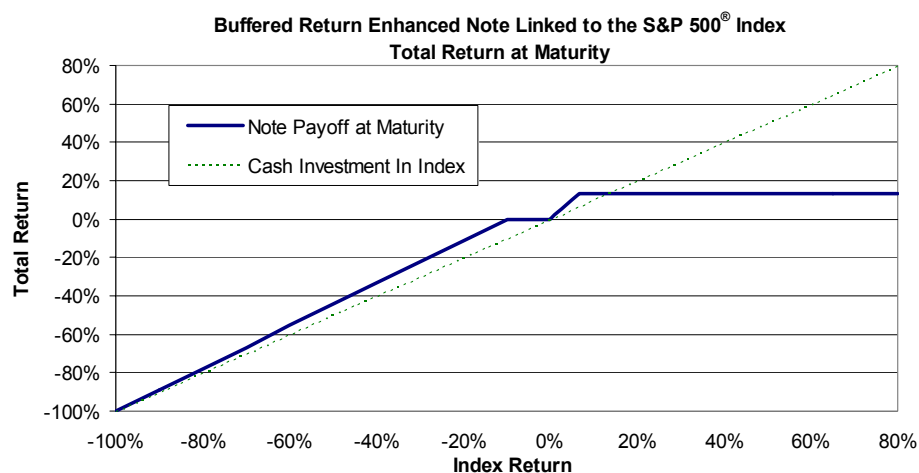 Buffered Return Enhanced Note Linked to the S&P 500® Index
Total Return at Maturity
80%
60%
40%
20%
0%
-20%
-40%
-60%
-80%
-100%
Total Return
Note Payoff at Maturity
Cash Investment In Index
-100% -80% -60% -40% -20% 0% 20% 40% 60% 80%
Index Return